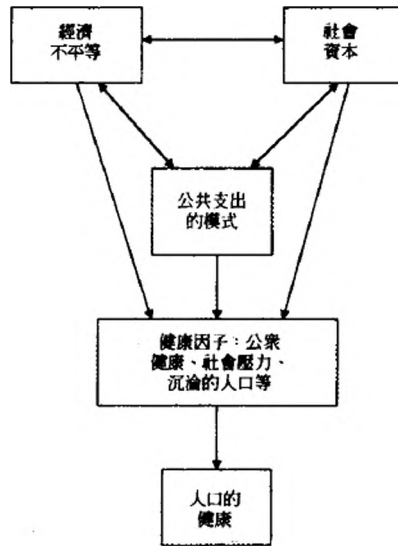 經濟
不平等
社會
資本
公共支出
的模式
健康因子：公眾
健康、社會壓力、
沉淪的人口等
人口的
健康